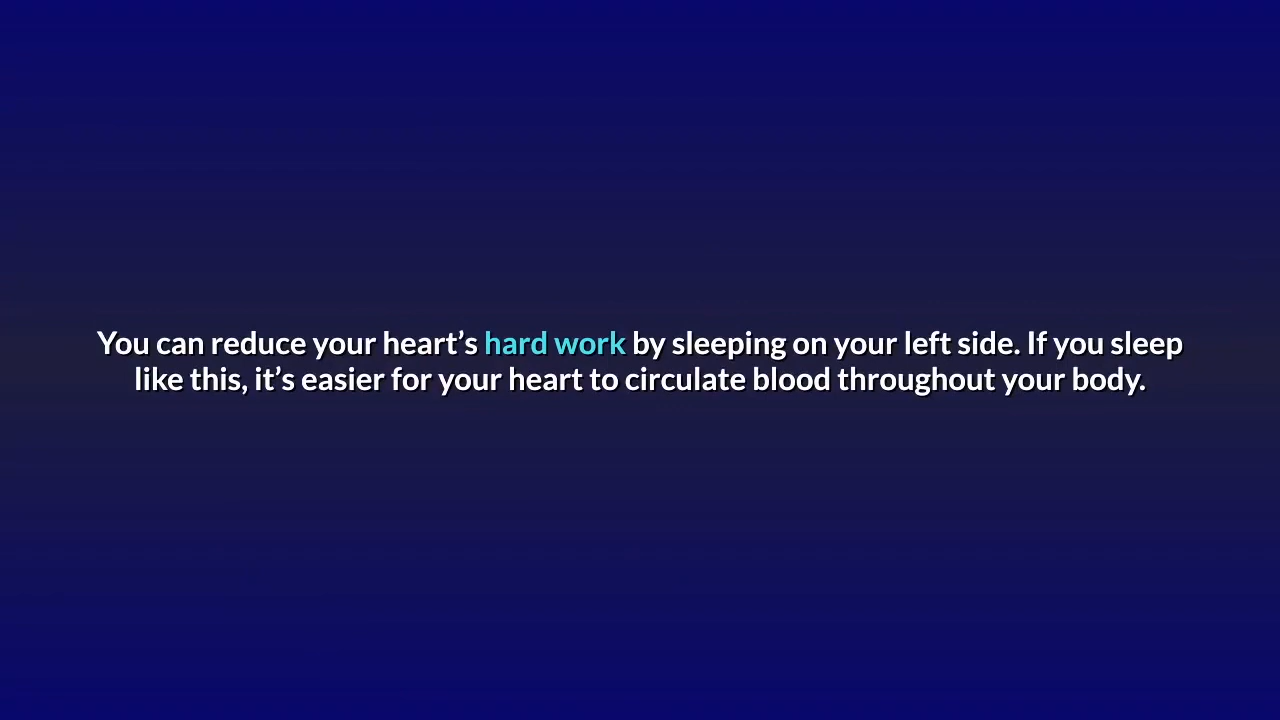 You can reduce your heart’s hard work by sleeping on your left side. If you sleep
like this, it’s easier for your heart to circulate blood throughout your body.